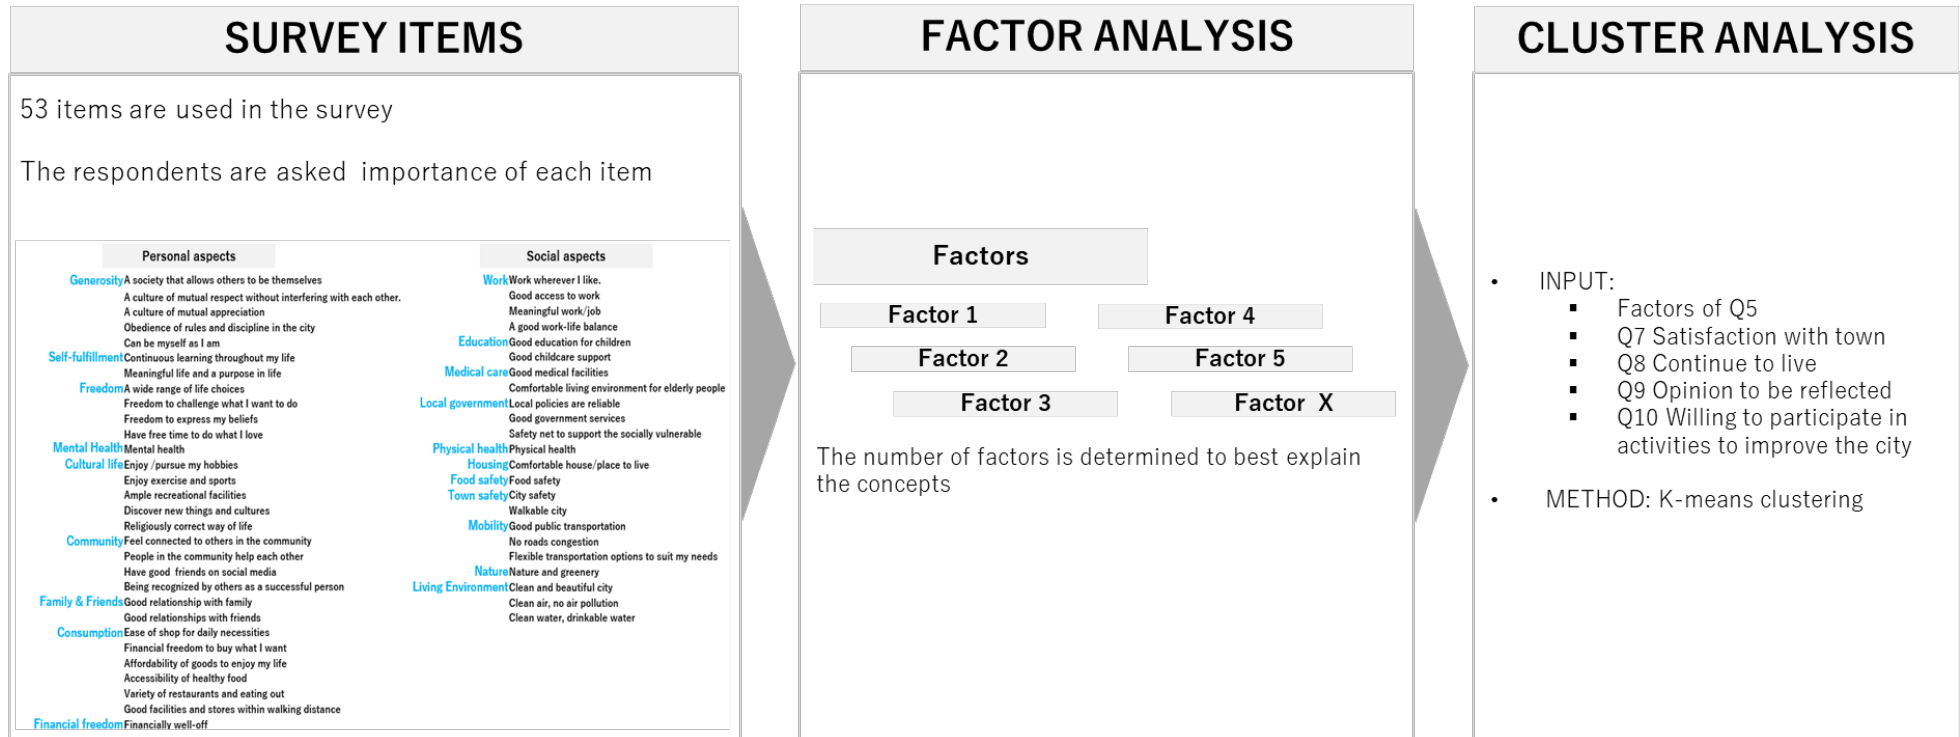 SURVEY ITEMS
53 items are used in the survey
The respondents are asked  importance of each item
Personal aspects
Generosity A society that allows others to be themselves
A culture of mutual respect without interfering with each other.
A culture of mutual appreciation
Obedience of rules and discipline in the city
Can be myself as I am
Self-fulfillment Continuous learning throughout my life
Meaningful life and a purpose in life
Freedom A wide range of life choices
Freedom to challenge what I want to do
Freedom to express my beliefs
Have free time to do what I love
Mental Health Mental health
Cultural life Enjoy /pursue my hobbies
Enjoy exercise and sports
Ample recreational facilities
Discover new things and cultures
Religiously correct way of life
Community Feel connected to others in the community
People in the community help each other
Have good  friends on social media
Being recognized by others as a successful person
Family & Friends Good relationship with family
Good relationships with friends
Consumption Ease of shop for daily necessities
Financial freedom to buy what I want
Affordability of goods to enjoy my life
Accessibility of healthy food
Variety of restaurants and eating out
Good facilities and stores within walking distance
Financial freedom Financially well-off
Social aspects
Work Work wherever I like.
Good access to work
Meaningful work/job
A good work-life balance
Education Good education for children
Good childcare support
Medical care Good medical facilities
Comfortable living environment for elderly people
Local government Local policies are reliable
Good government services
Safety net to support the socially vulnerable
Physical health Physical health
Housing Comfortable house/place to live
Food safety Food safety
Town safety City safety
Walkable city
Mobility Good public transportation
No roads congestion
Flexible transportation options to suit my needs
Nature Nature and greenery
Living Environment Clean and beautiful city
Clean air, no air pollution
Clean water, drinkable water
FACTOR ANALYSIS
Factors
Factor 1
Factor 2
Factor 3
Factor 4
Factor 5
Factor  X
The number of factors is determined to best explain
the concepts
CLUSTER ANALYSIS
• INPUT:
▪ Factors of Q5
▪ Q7 Satisfaction with town
▪ Q8 Continue to live
▪ Q9 Opinion to be reflected
▪ Q10 Willing to participate in
activities to improve the city
• METHOD: K-means clustering